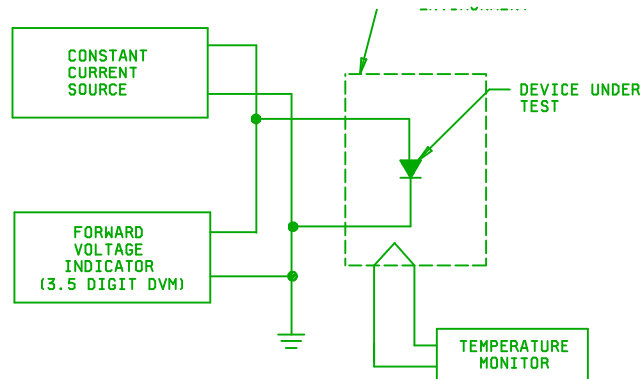 CONSTANT
CURRENT
SOURCE
DEVICE UNDER
TEST
FORWARD
VOLTAGE
INDICATOR
(3.5 DIGIT DVM)
TEMPERATURE
MONITOR